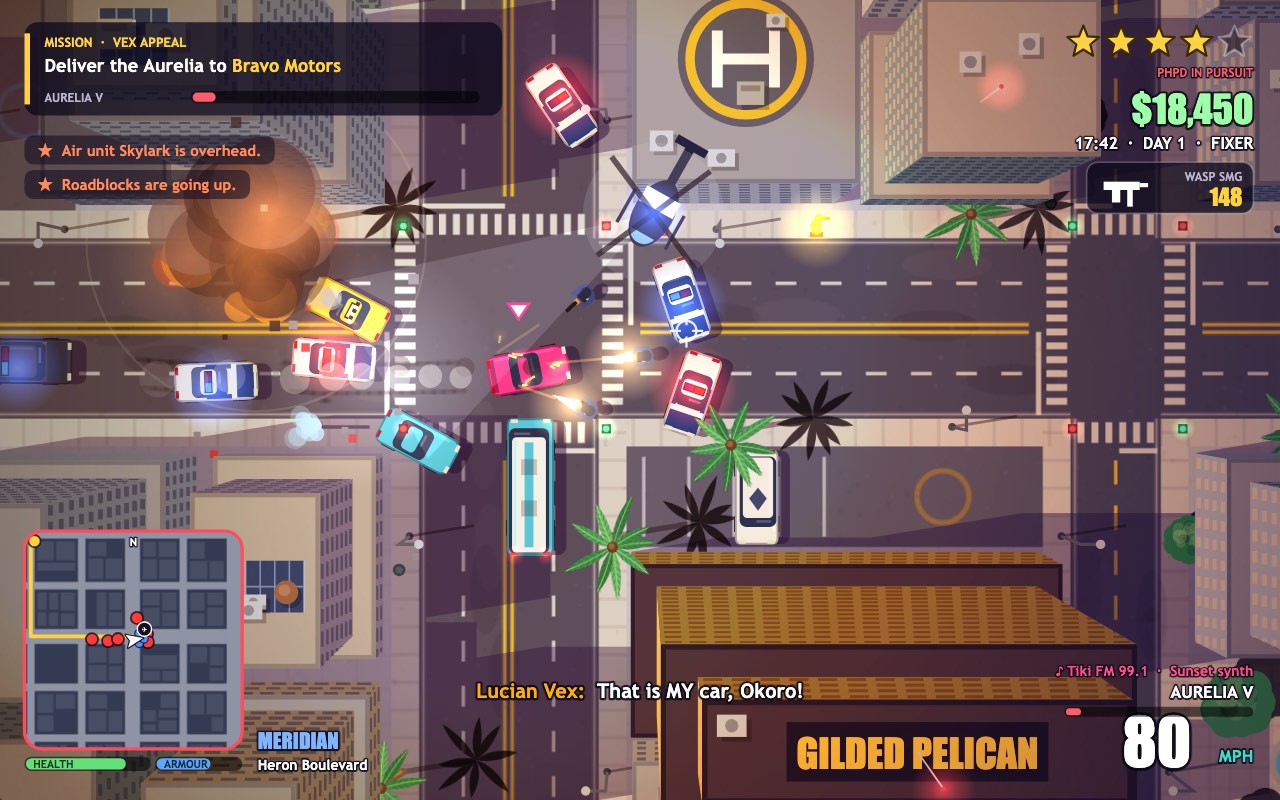 MISSION · VEX APPEAL
Deliver the Aurelia to Bravo Motors
AURELIA V
★ Air unit Skylark is overhead.
★ Roadblocks are going up.
H
PHPD IN PURSUIT
$18,450
17:42 · DAY 1 · FIXER
WASP SMG
148
N
MERIDIAN
Heron Boulevard
HEALTH
ARMOUR
Lucian Vex: That is MY car, Okoro!
GILDED PELICAN
♪ Tiki FM 99.1 · Sunset synth
AURELIA V
80 MPH